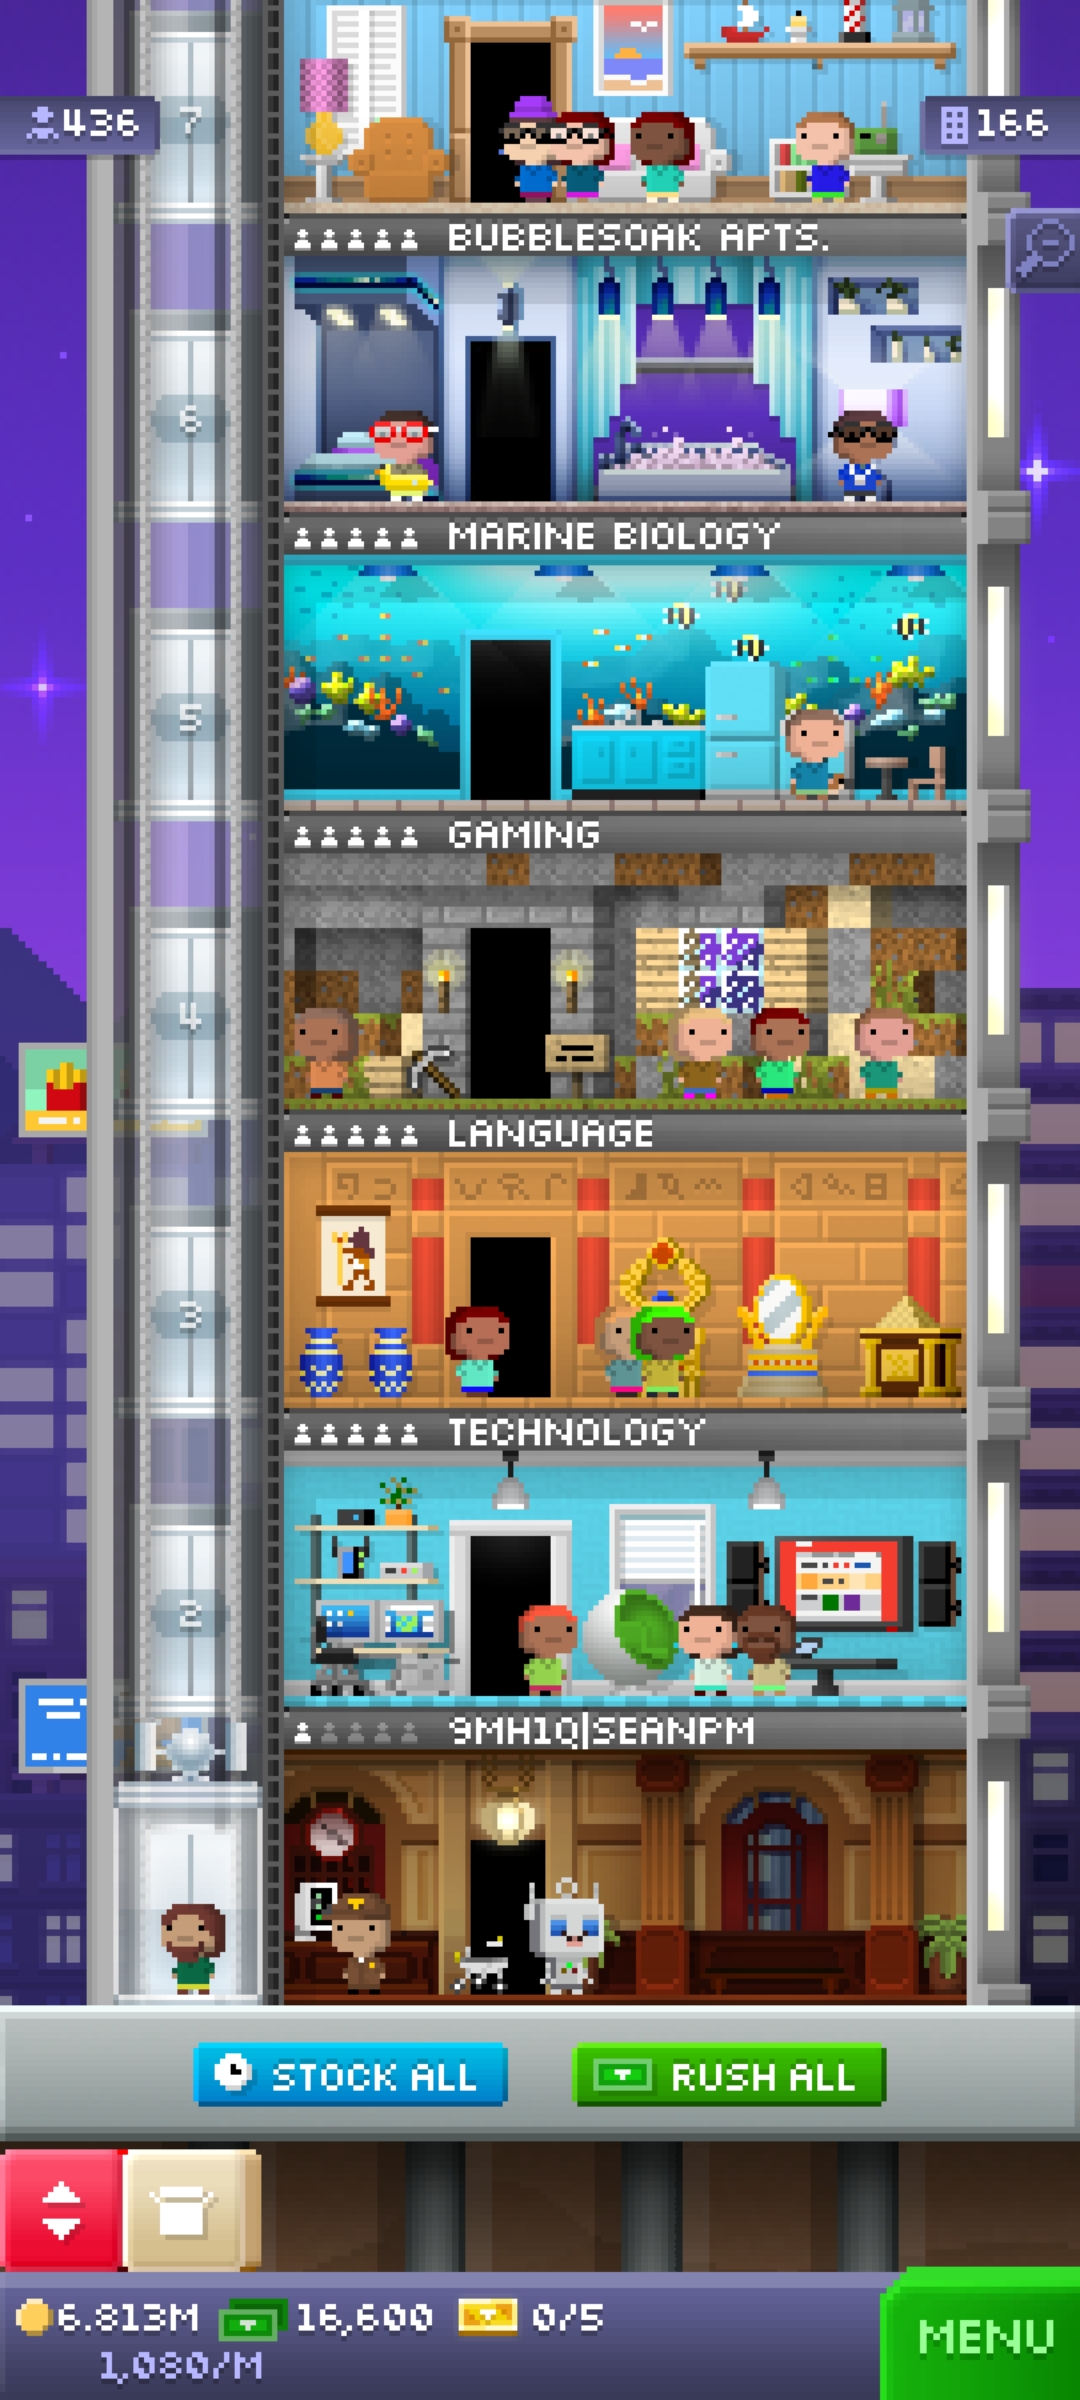 7
436
166
BUBBLESOAK APTS.
6
MARINE BIOLOGY
5
GAMING
4
LANGUAGE
3
TECHNOLOGY
2
9MH1Q|SEANPM
STOCK ALL
RUSH ALL
6.813M 16,600 0/5
1,080/M
MENU